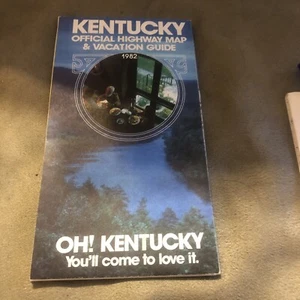 KENTUCKY
OFFICIAL HIGHWAY MAP
& VACATION GUIDE
1982
OH! KENTUCKY
You'll come to love it.